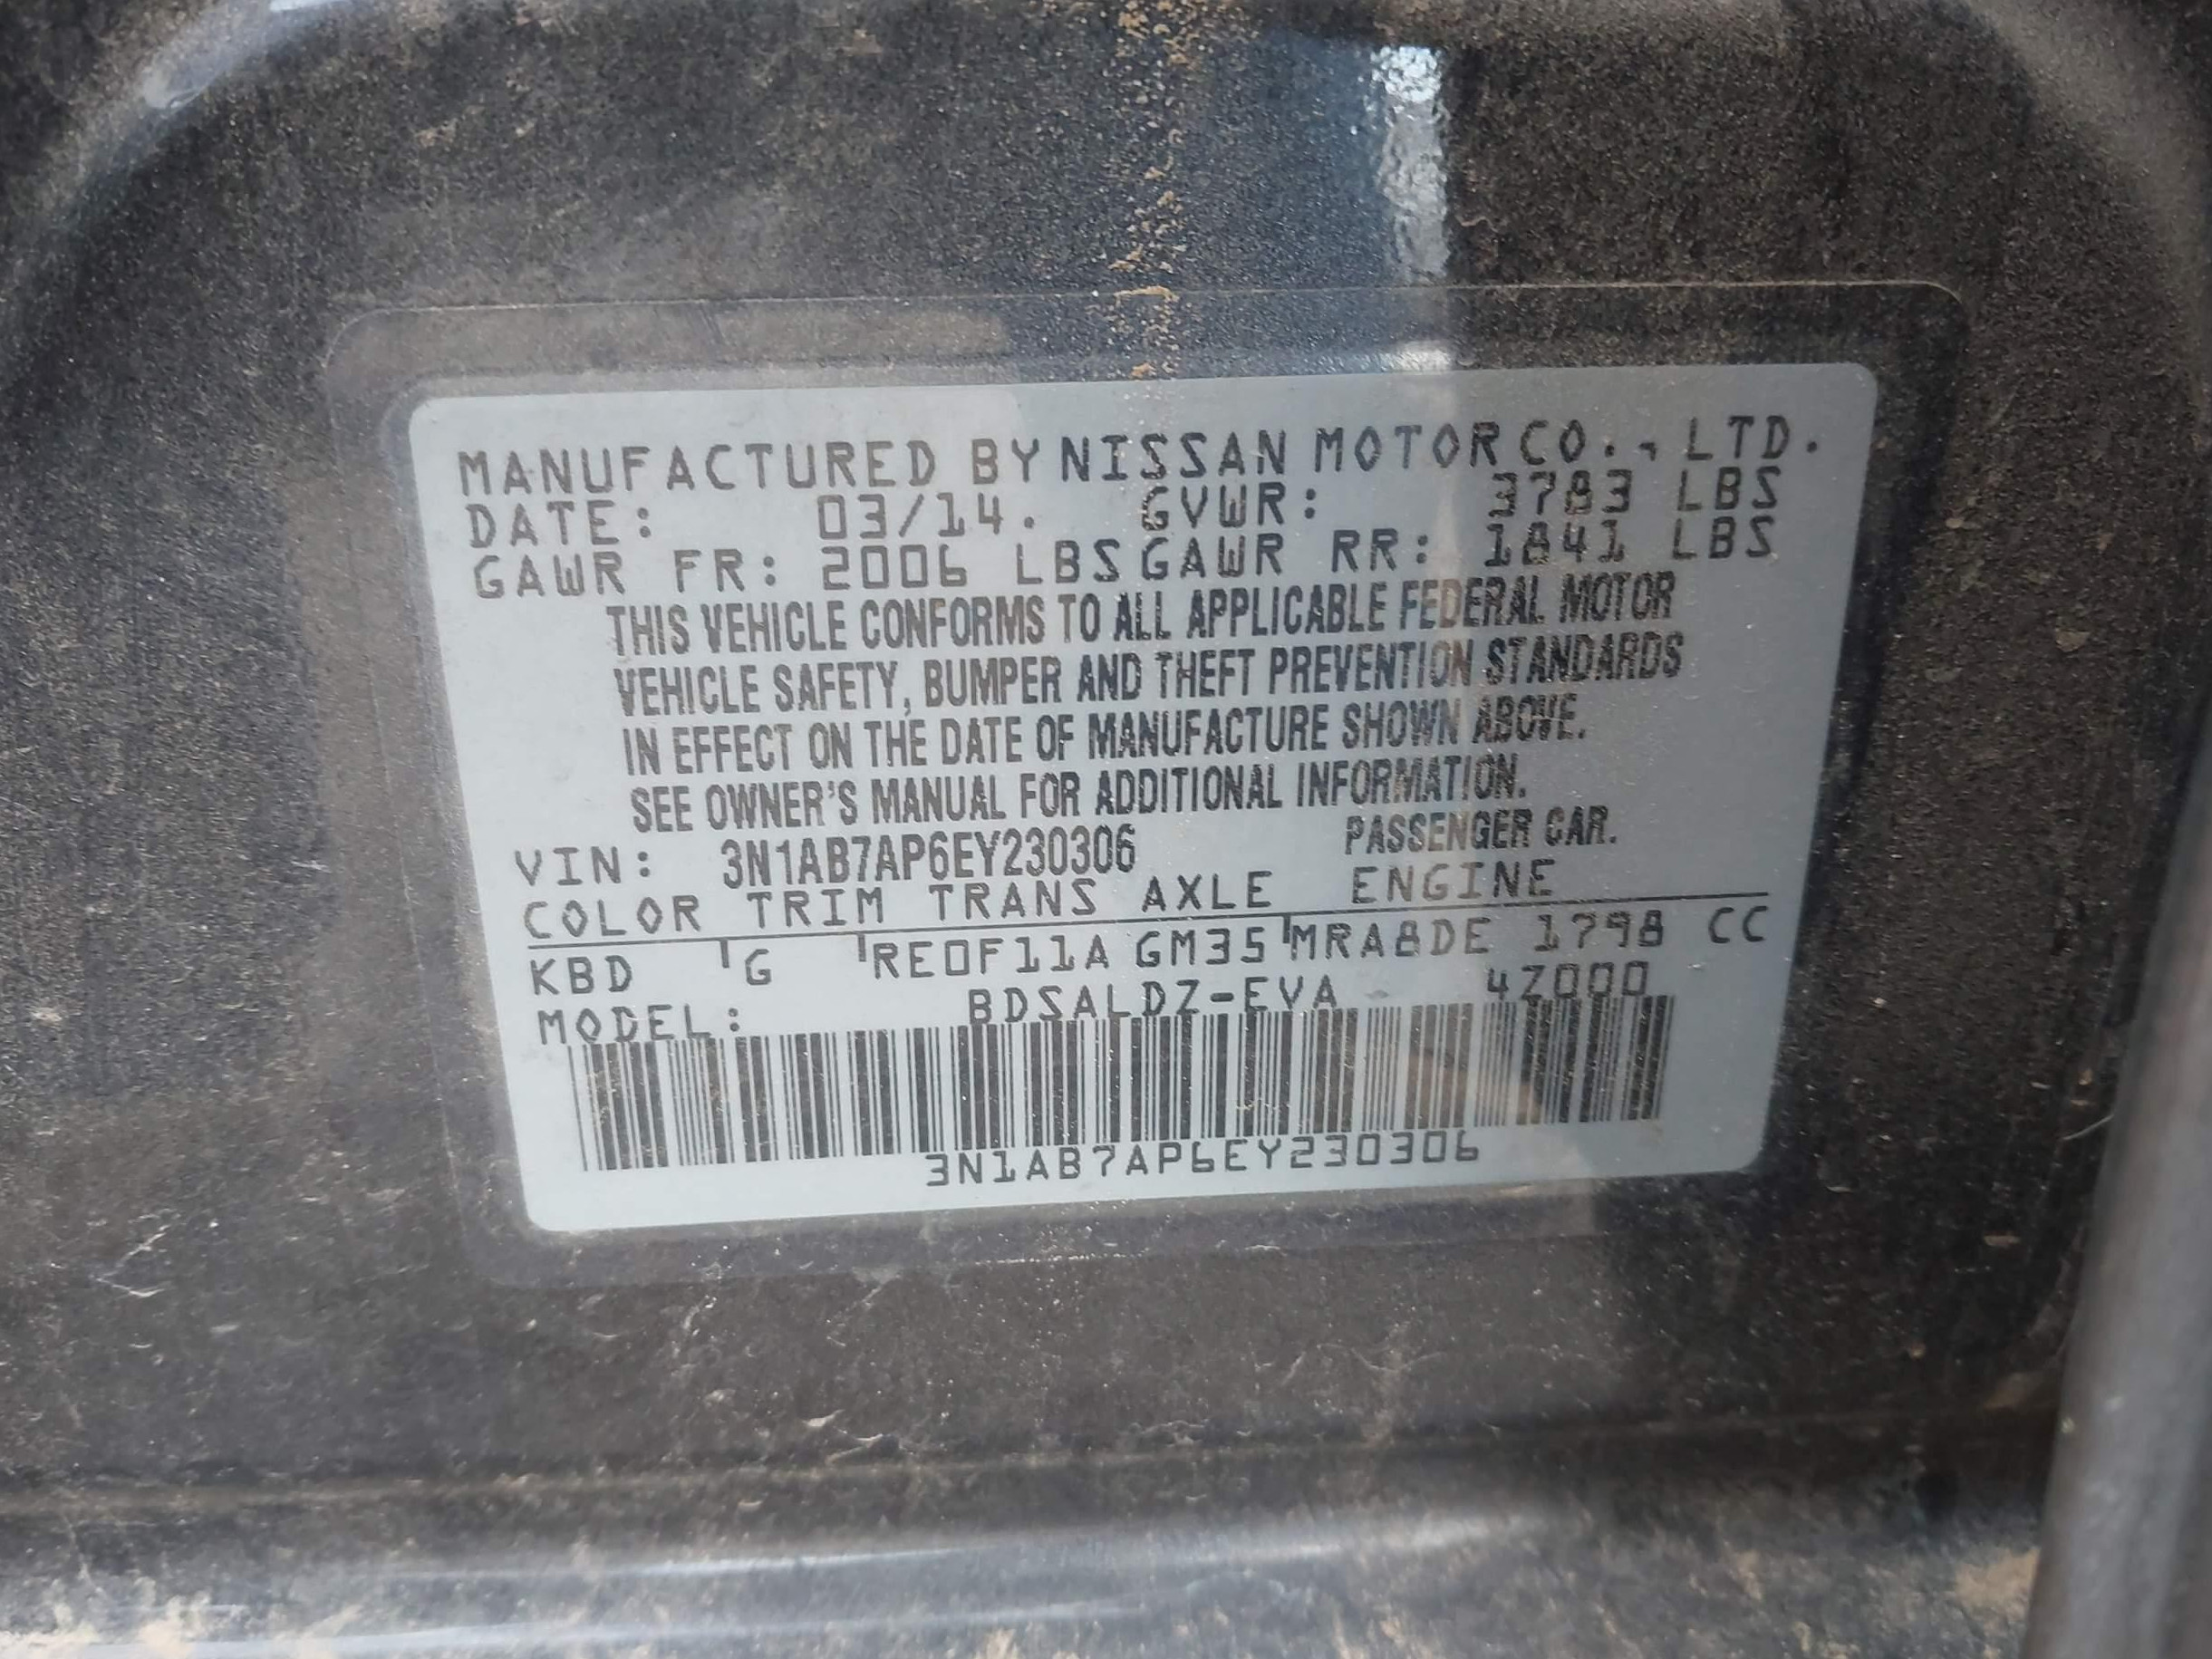 MANUFACTURED BY NISSAN MOTOR CO., LTD.
DATE: 03/14. GVWR: 3783 LBS
GAWR FR: 2006 LBS GAWR RR: 1841 LBS
THIS VEHICLE CONFORMS TO ALL APPLICABLE FEDERAL MOTOR
VEHICLE SAFETY, BUMPER AND THEFT PREVENTION STANDARDS
IN EFFECT ON THE DATE OF MANUFACTURE SHOWN ABOVE.
SEE OWNER'S MANUAL FOR ADDITIONAL INFORMATION.
VIN: 3N1AB7AP6EY230306 PASSENGER CAR.
COLOR TRIM TRANS AXLE ENGINE
KBD G RE0F11A GM35 MRA8DE 1798 CC
MODEL: BDSALDZ-EVA 4Z000
3N1AB7AP6EY230306